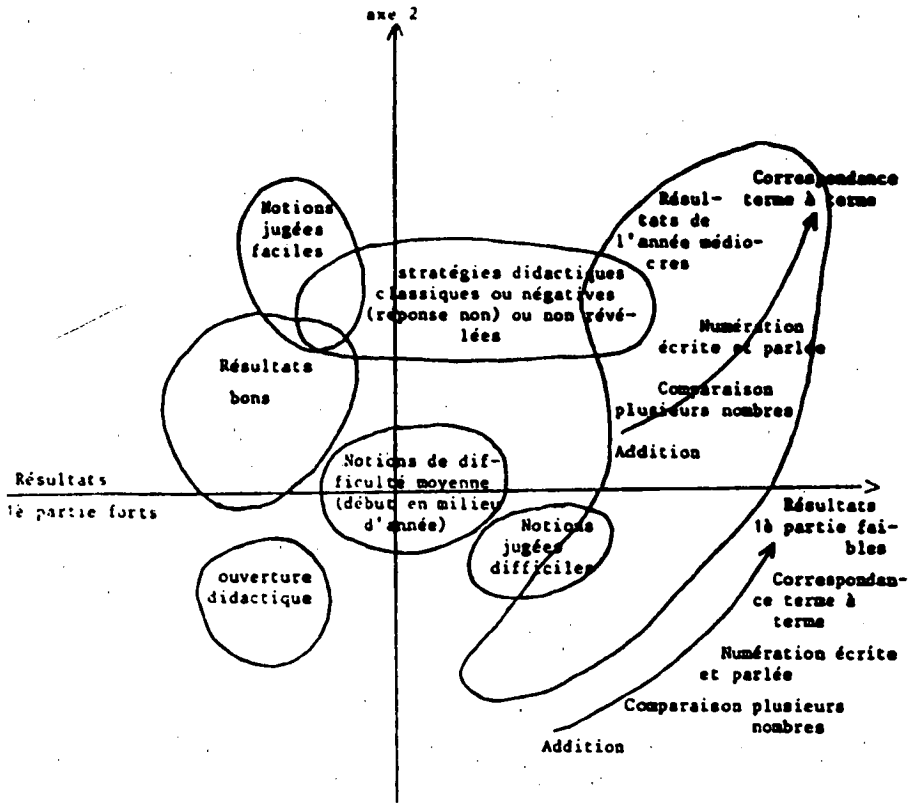 axe 2
Notions
jugées
faciles
Correspondance
terme à terme
Résul-
tats de
l'année médio-
cres
stratégies didactiques
classiques ou négatives
(réponse non) ou non révé-
lées
Numération
écrite et parlée
Résultats
bons
Comparaison
plusieurs nombres
Addition
Notions de dif-
ficulté moyenne
(début en milieu
d'année)
Résultats
1è partie forts
Résultats
1è partie fai-
bles
Notions
jugées
difficiles
ouverture
didactique
Correspondan-
ce terme à
terme
Numération écrite
et parlée
Comparaison plusieurs
nombres
Addition